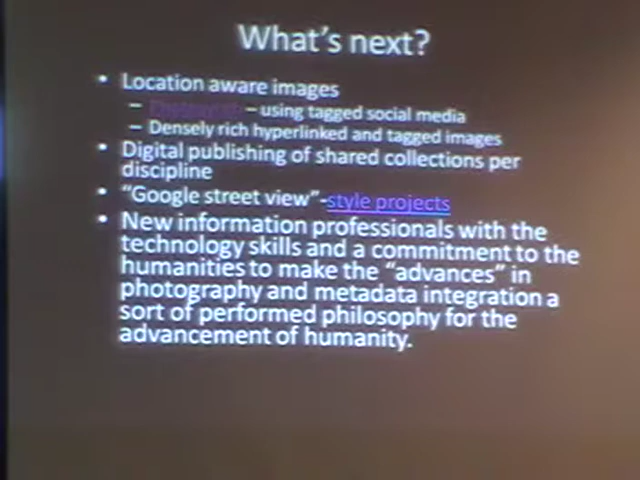 What's next?
• Location aware images
– – using tagged social media
– Densely rich hyperlinked and tagged images
• Digital publishing of shared collections per
discipline
• "Google street view"-style projects
• New information professionals with the
technology skills and a commitment to the
humanities to make the "advances" in
photography and metadata integration a
sort of performed philosophy for the
advancement of humanity.